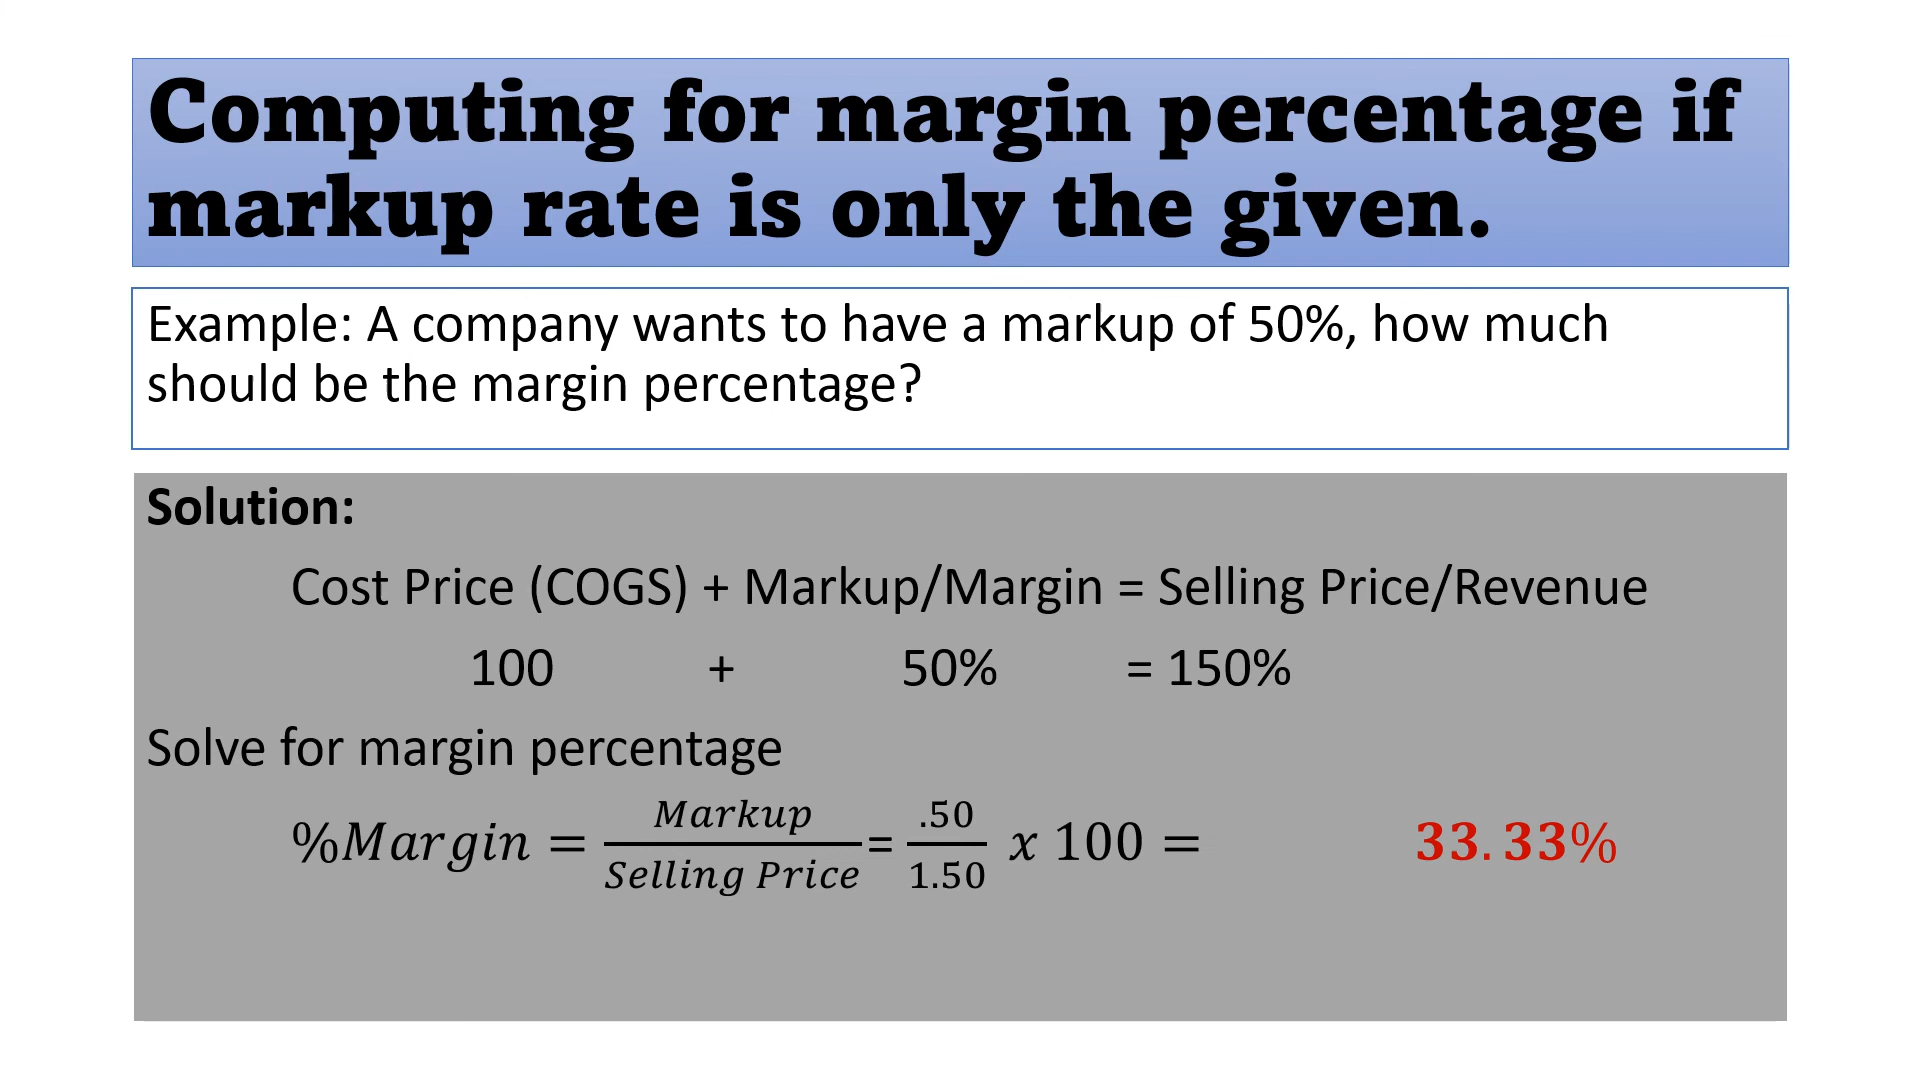 Computing for margin percentage if
markup rate is only the given.
Example: A company wants to have a markup of 50%, how much
should be the margin percentage?
Solution:
Cost Price (COGS) + Markup/Margin = Selling Price/Revenue
100 + 50% = 150%
Solve for margin percentage
%Margin = Markup/Selling Price = .50/1.50 x 100 = 33.33%